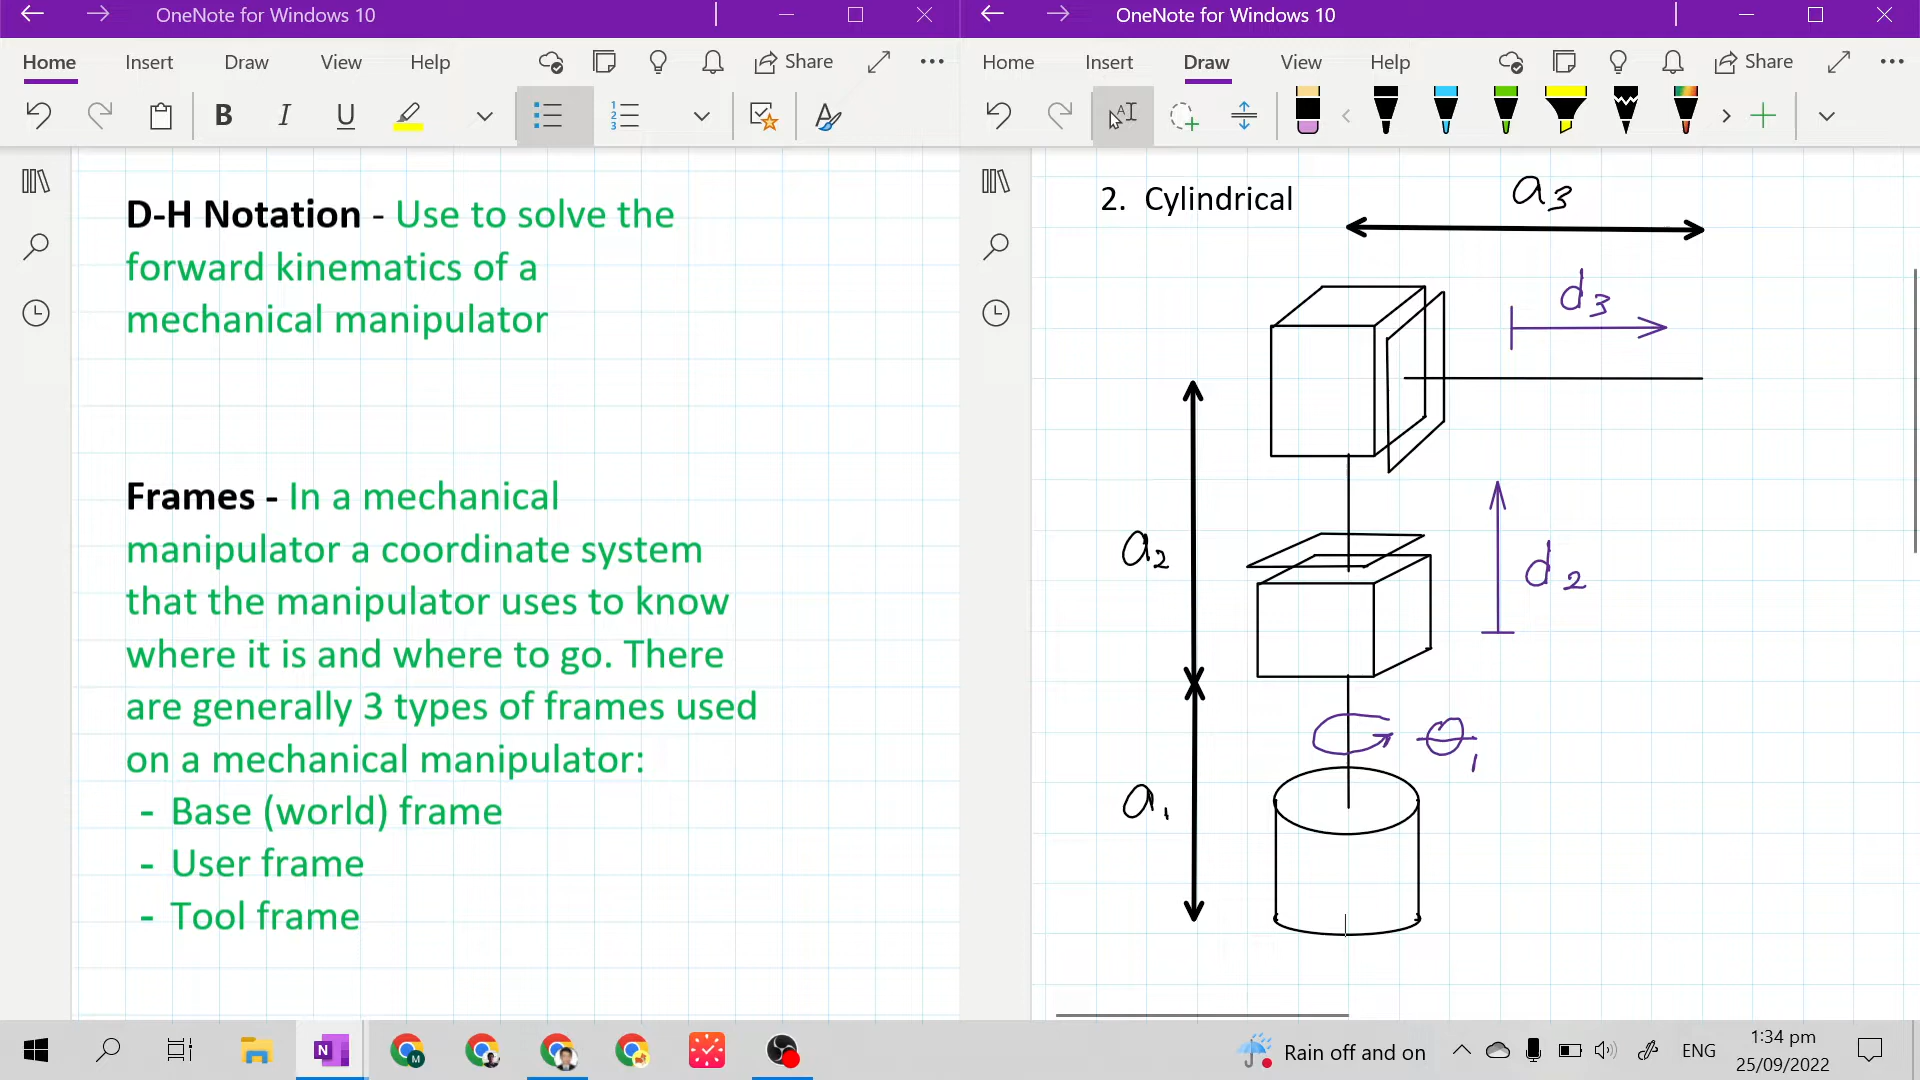 OneNote for Windows 10
Home Insert Draw View Help Share
B I U
D-H Notation - Use to solve the
forward kinematics of a
mechanical manipulator
Frames - In a mechanical
manipulator a coordinate system
that the manipulator uses to know
where it is and where to go. There
are generally 3 types of frames used
on a mechanical manipulator:
- Base (world) frame
- User frame
- Tool frame
OneNote for Windows 10
Home Insert Draw View Help Share
2. Cylindrical
a3
d3
a2
d2
θ1
a1
Rain off and on
ENG
1:34 pm
25/09/2022